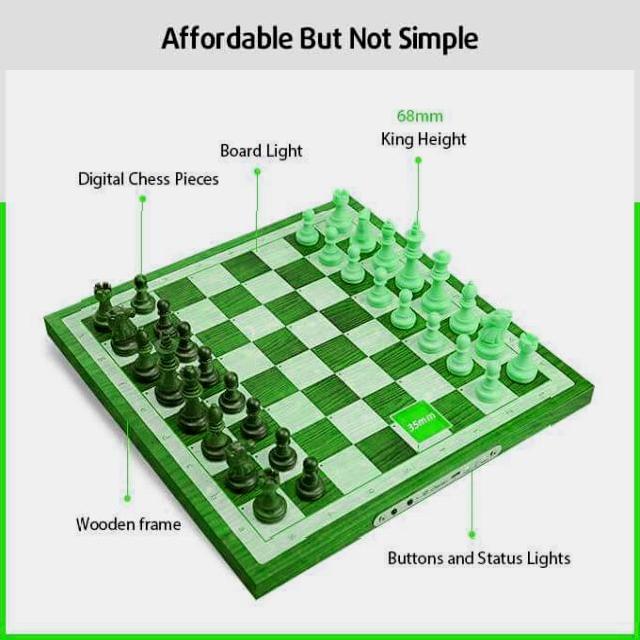 Affordable But Not Simple
68mm
King Height
Board Light
Digital Chess Pieces
35mm
Wooden frame
Buttons and Status Lights